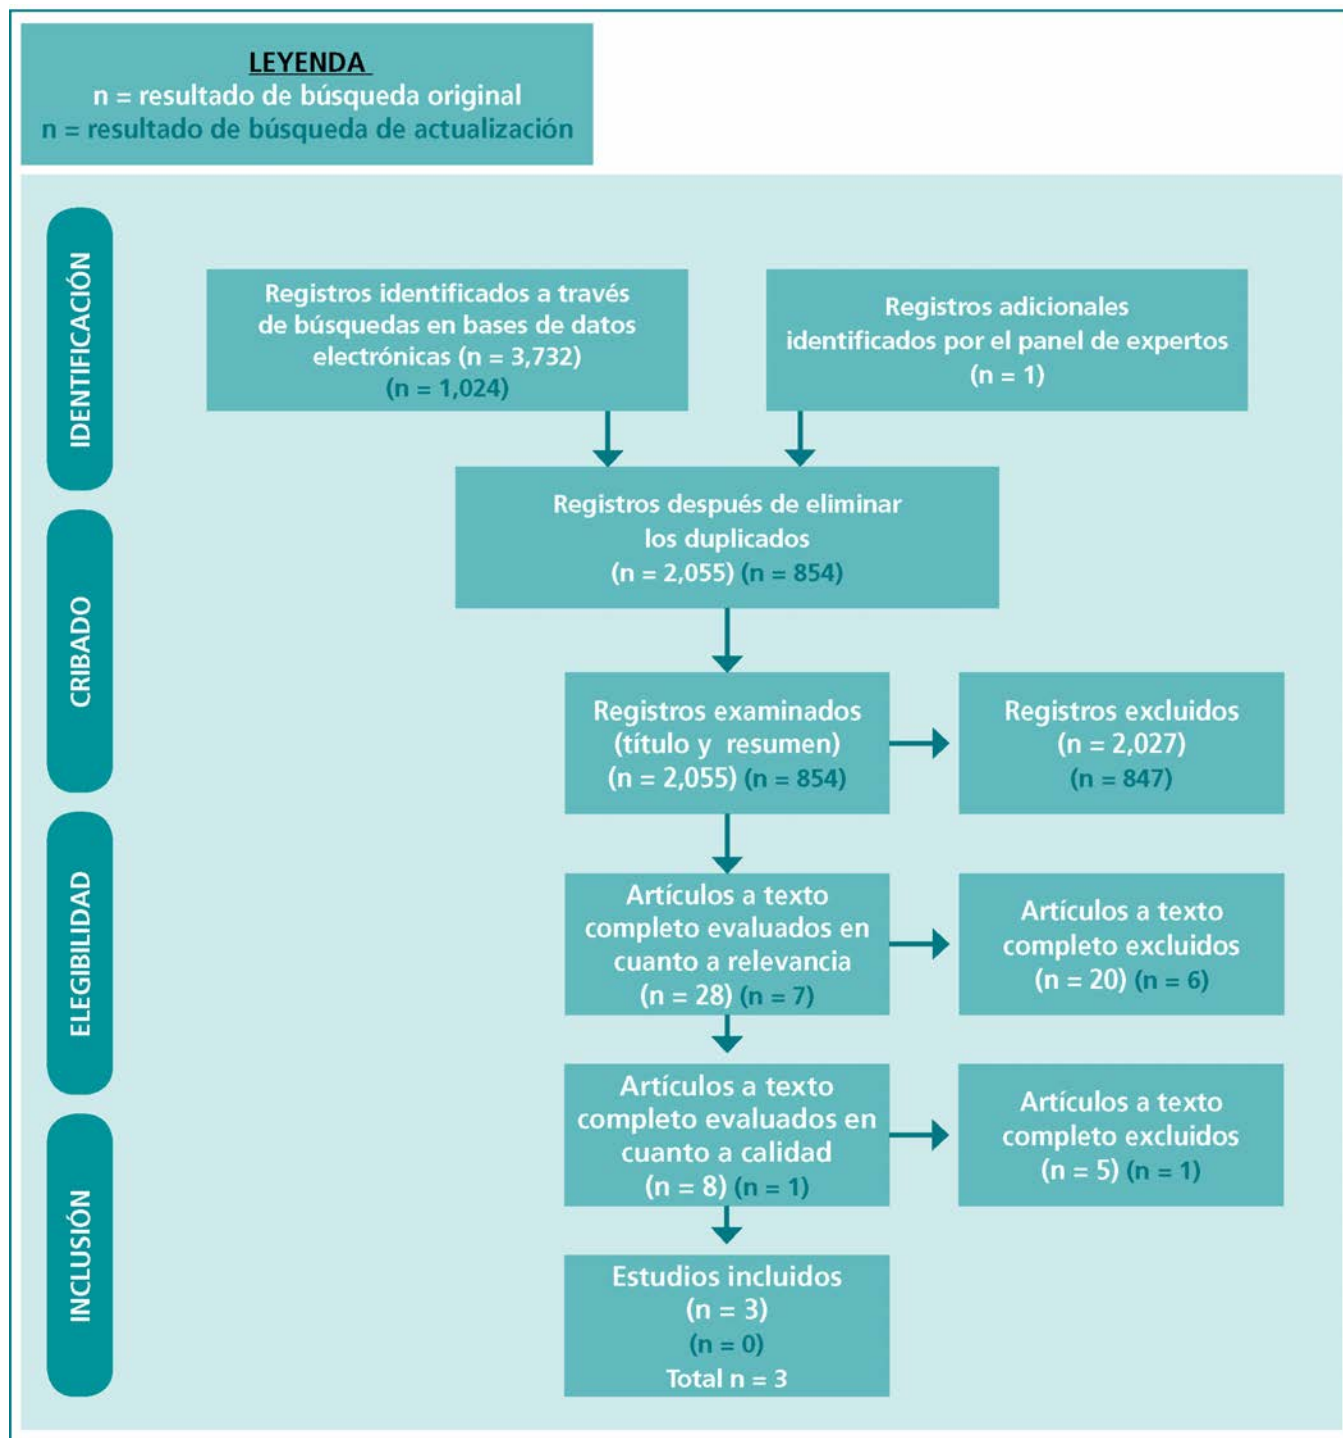 LEYENDA
n = resultado de búsqueda original
n = resultado de búsqueda de actualización
IDENTIFICACIÓN
Registros identificados a través
de búsquedas en bases de datos
electrónicas (n = 3,732)
(n = 1,024)
Registros adicionales
identificados por el panel de expertos
(n = 1)
Registros después de eliminar
los duplicados
(n = 2,055) (n = 854)
CRIBADO
Registros examinados
(título y resumen)
(n = 2,055) (n = 854)
Registros excluidos
(n = 2,027)
(n = 847)
ELEGIBILIDAD
Artículos a texto
completo evaluados en
cuanto a relevancia
(n = 28) (n = 7)
Artículos a texto
completo excluidos
(n = 20) (n = 6)
Artículos a texto
completo evaluados en
cuanto a calidad
(n = 8) (n = 1)
Artículos a texto
completo excluidos
(n = 5) (n = 1)
INCLUSIÓN
Estudios incluidos
(n = 3)
(n = 0)
Total n = 3